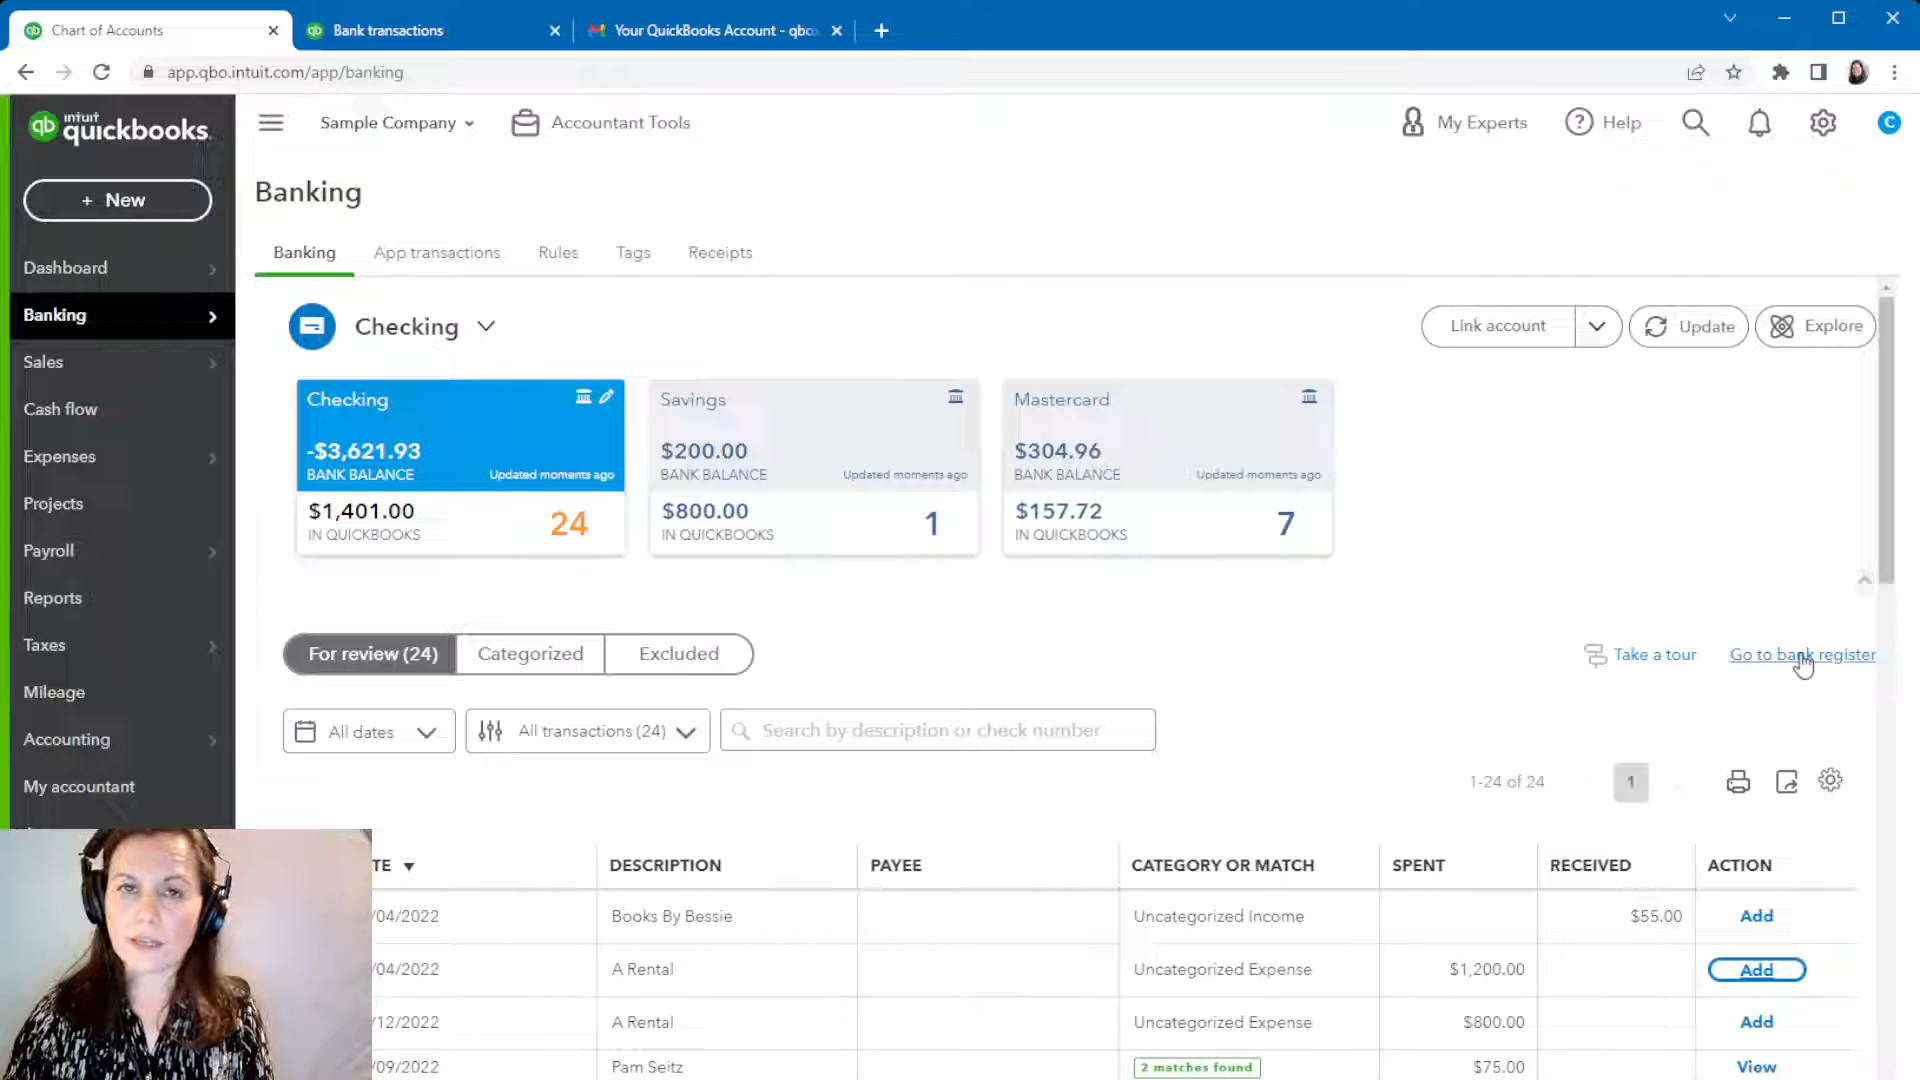 Chart of Accounts
Bank transactions
Your QuickBooks Account - qbo
app.qbo.intuit.com/app/banking
intuit
quickbooks.
qb
Sample Company
Accountant Tools
My Experts
Help
C
+ New
Banking
Banking
App transactions
Rules
Tags
Receipts
Dashboard
Banking
Sales
Cash flow
Expenses
Projects
Payroll
Reports
Taxes
Mileage
Accounting
My accountant
Checking
Link account
Update
Explore
Checking
-$3,621.93
BANK BALANCE
Updated moments ago
$1,401.00
IN QUICKBOOKS
24
Savings
$200.00
BANK BALANCE
Updated moments ago
$800.00
IN QUICKBOOKS
1
Mastercard
$304.96
BANK BALANCE
Updated moments ago
$157.72
IN QUICKBOOKS
7
For review (24)
Categorized
Excluded
Take a tour
Go to bank register
All dates
All transactions (24)
Search by description or check number
1-24 of 24
1
TE DESCRIPTION PAYEE CATEGORY OR MATCH SPENT RECEIVED ACTION
/04/2022 Books By Bessie Uncategorized Income $55.00 Add
/04/2022 A Rental Uncategorized Expense $1,200.00 Add
/12/2022 A Rental Uncategorized Expense $800.00 Add
/09/2022 Pam Seitz 2 matches found $75.00 View